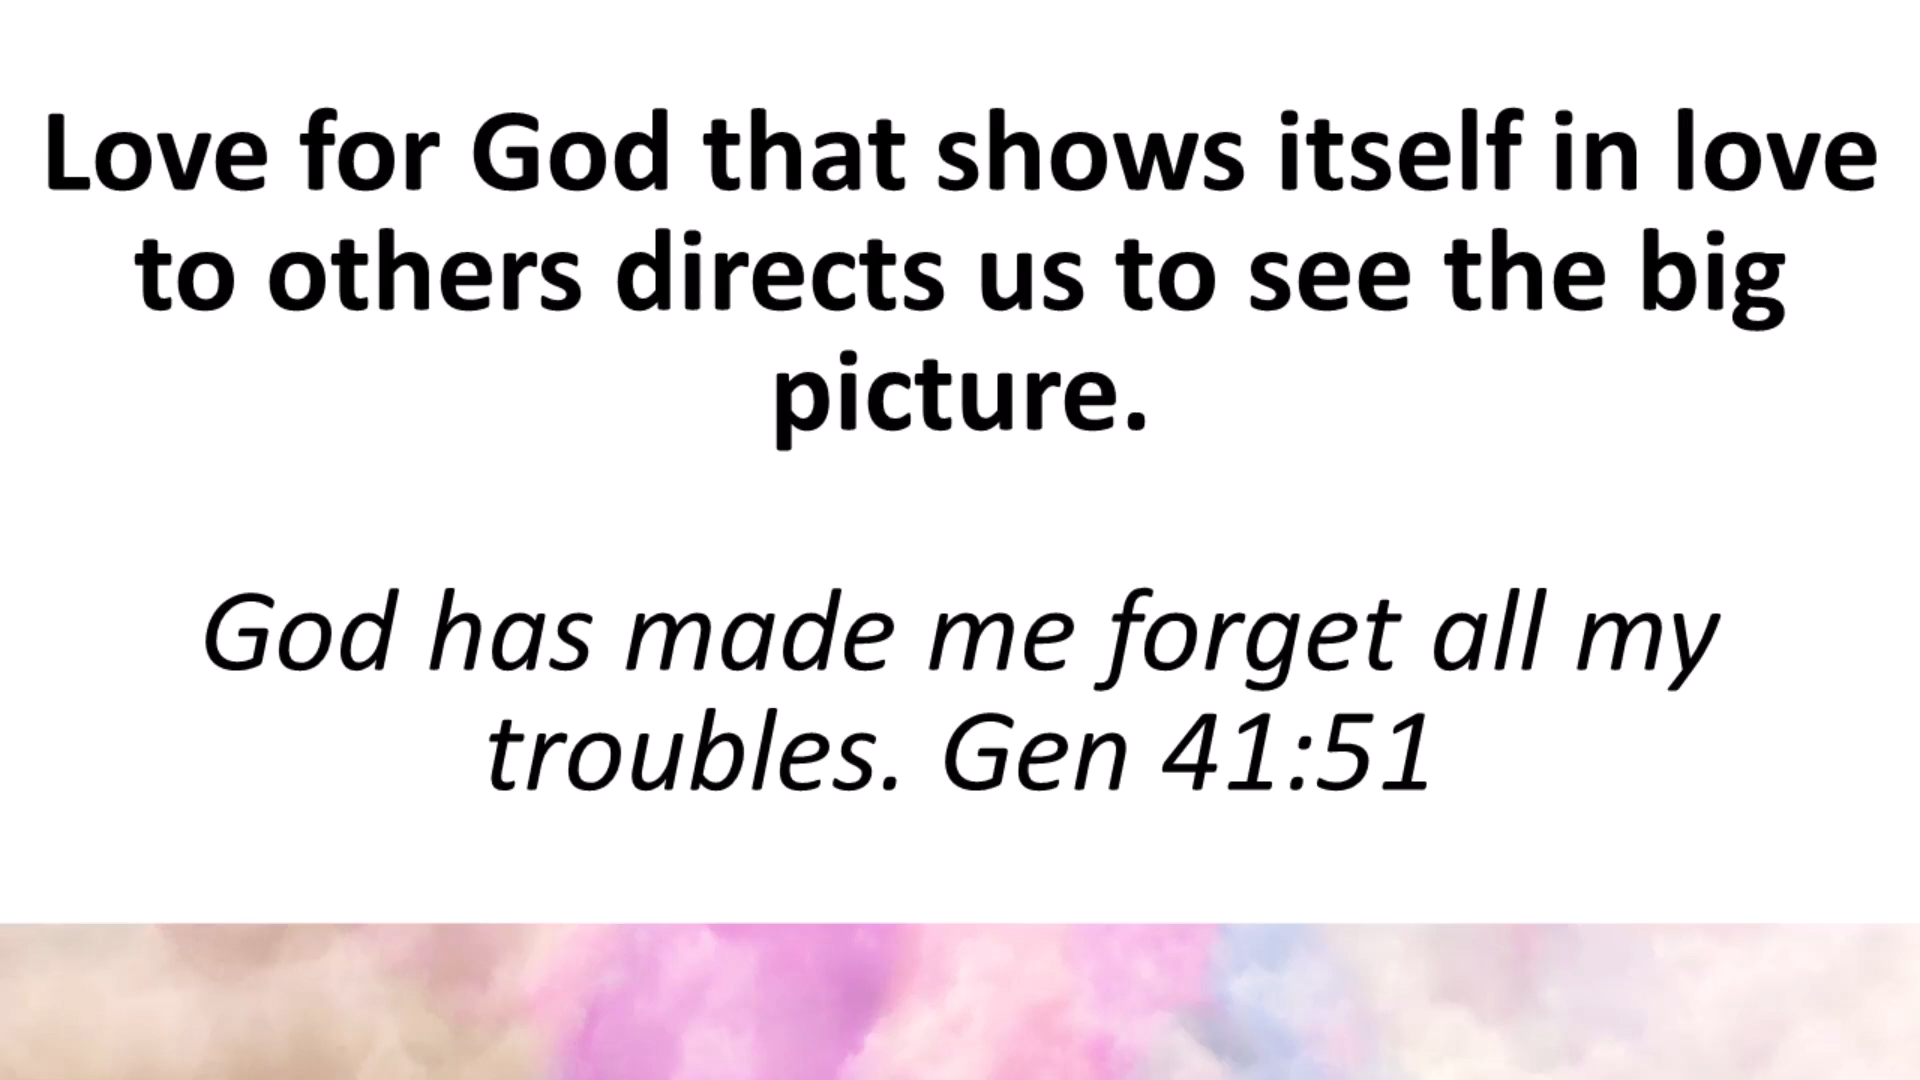 Love for God that shows itself in love
to others directs us to see the big
picture.
God has made me forget all my
troubles. Gen 41:51